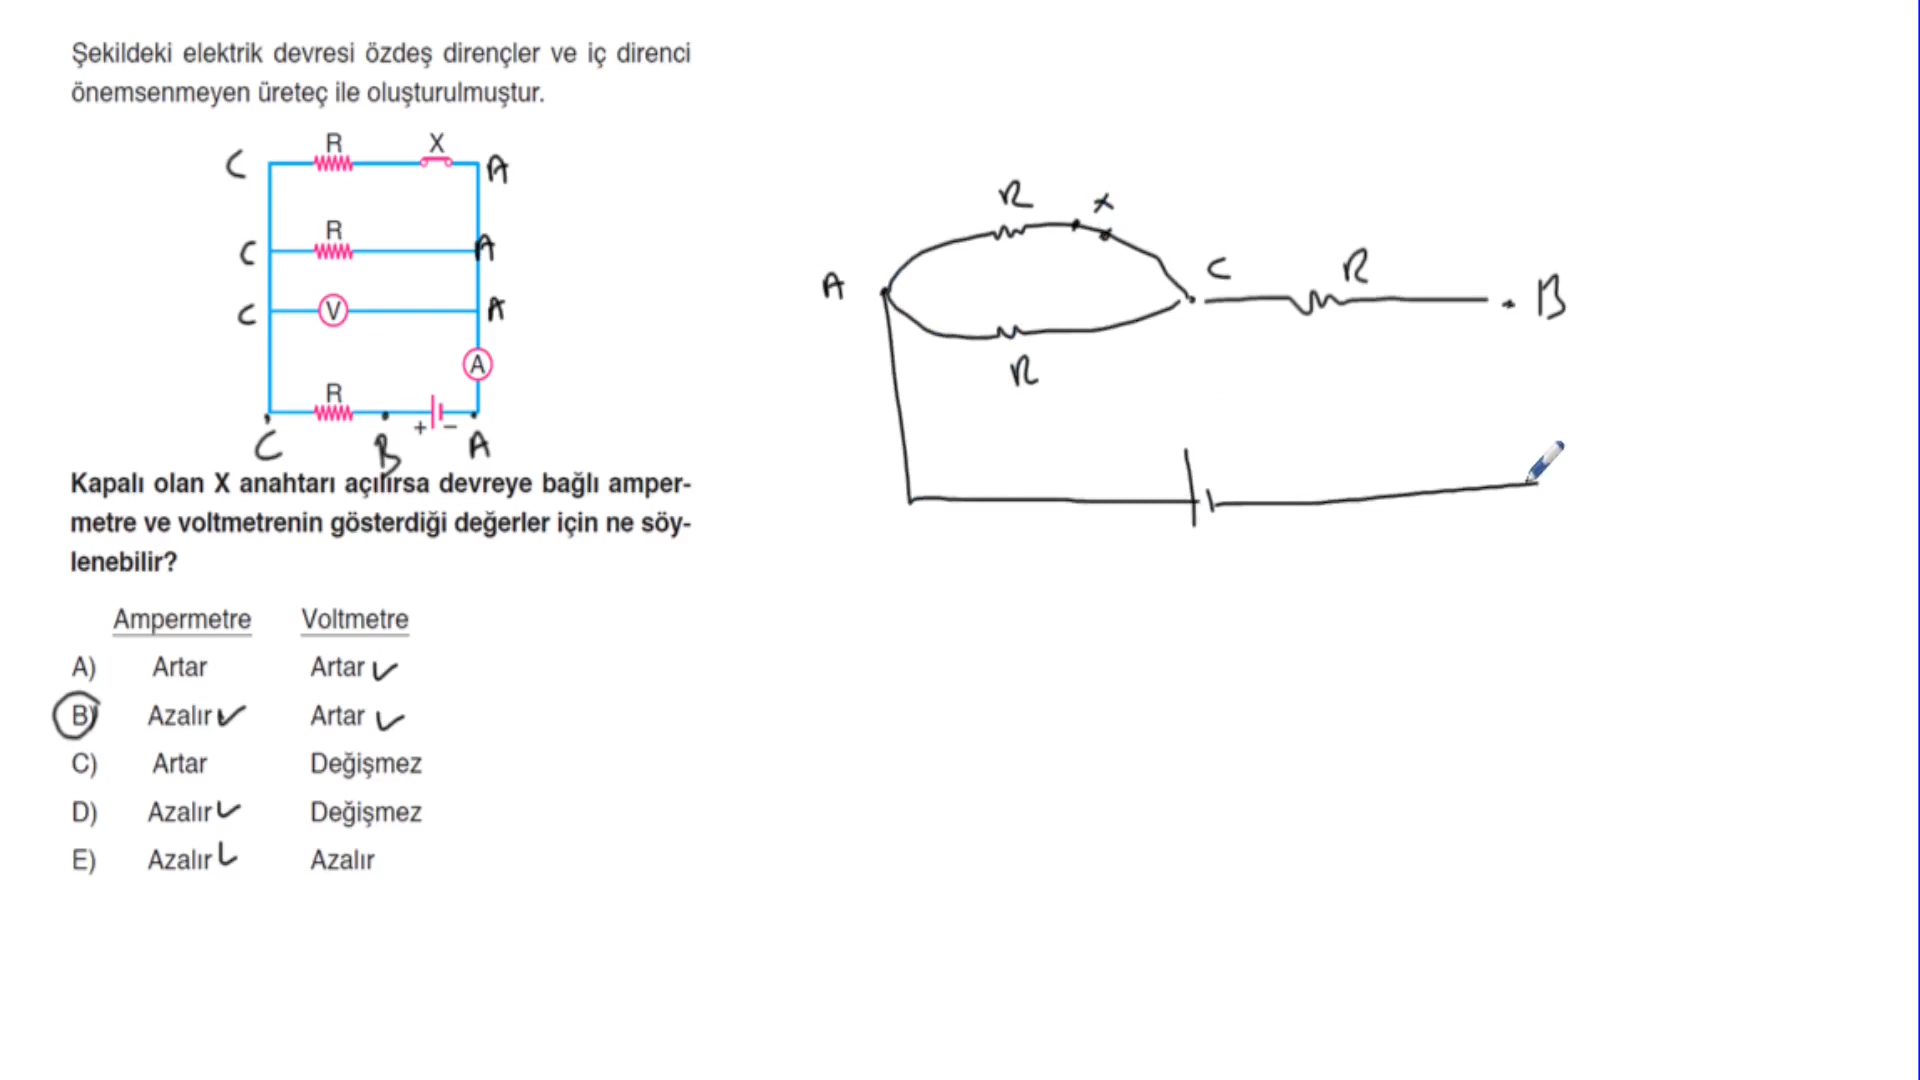 Şekildeki elektrik devresi özdeş dirençler ve iç direnci
önemsenmeyen üreteç ile oluşturulmuştur.
R X
C A
R
C A
C V A
A
R
+ −
C B A
Kapalı olan X anahtarı açılırsa devreye bağlı amper-
metre ve voltmetrenin gösterdiği değerler için ne söy-
lenebilir?
Ampermetre Voltmetre
A) Artar Artar
B) Azalır Artar
C) Artar Değişmez
D) Azalır Değişmez
E) Azalır Azalır
R x
A C R B
R